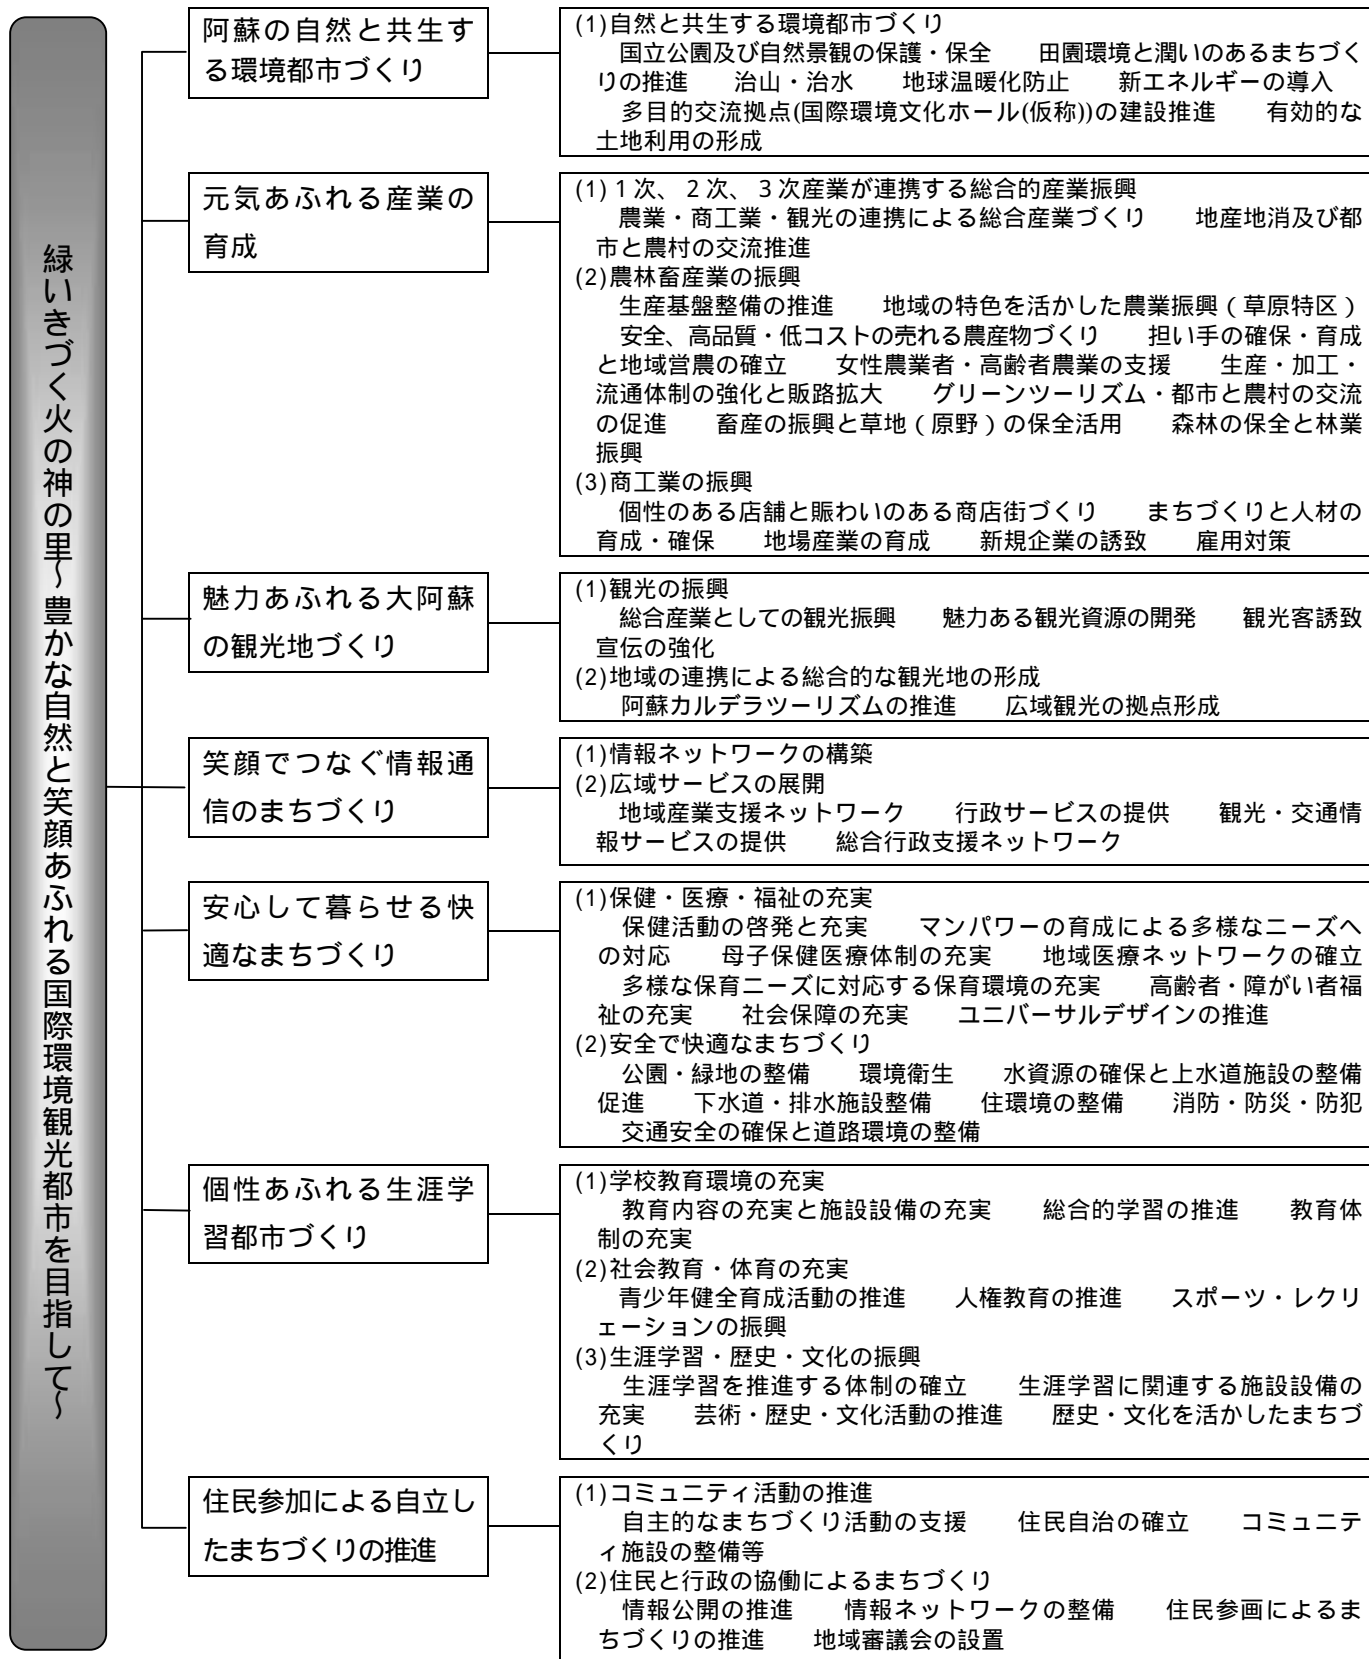 緑いきづく火の神の里～豊かな自然と笑顔あふれる国際環境観光都市を目指して～
阿蘇の自然と共生す
る環境都市づくり
(1)自然と共生する環境都市づくり
国立公園及び自然景観の保護・保全　　田園環境と潤いのあるまちづく
りの推進　　治山・治水　　地球温暖化防止　　新エネルギーの導入
多目的交流拠点(国際環境文化ホール(仮称))の建設推進　　有効的な
土地利用の形成
元気あふれる産業の
育成
(1)１次、２次、３次産業が連携する総合的産業振興
農業・商工業・観光の連携による総合産業づくり　　地産地消及び都
市と農村の交流推進
(2)農林畜産業の振興
生産基盤整備の推進　　地域の特色を活かした農業振興（草原特区）
安全、高品質・低コストの売れる農産物づくり　　担い手の確保・育成
と地域営農の確立　　女性農業者・高齢者農業の支援　　生産・加工・
流通体制の強化と販路拡大　　グリーンツーリズム・都市と農村の交流
の促進　　畜産の振興と草地（原野）の保全活用　　森林の保全と林業
振興
(3)商工業の振興
個性のある店舗と賑わいのある商店街づくり　　まちづくりと人材の
育成・確保　　地場産業の育成　　新規企業の誘致　　雇用対策
魅力あふれる大阿蘇
の観光地づくり
(1)観光の振興
総合産業としての観光振興　　魅力ある観光資源の開発　　観光客誘致
宣伝の強化
(2)地域の連携による総合的な観光地の形成
阿蘇カルデラツーリズムの推進　　広域観光の拠点形成
笑顔でつなぐ情報通
信のまちづくり
(1)情報ネットワークの構築
(2)広域サービスの展開
地域産業支援ネットワーク　　行政サービスの提供　　観光・交通情
報サービスの提供　　総合行政支援ネットワーク
安心して暮らせる快
適なまちづくり
(1)保健・医療・福祉の充実
保健活動の啓発と充実　　マンパワーの育成による多様なニーズへ
の対応　　母子保健医療体制の充実　　地域医療ネットワークの確立
多様な保育ニーズに対応する保育環境の充実　　高齢者・障がい者福
祉の充実　　社会保障の充実　　ユニバーサルデザインの推進
(2)安全で快適なまちづくり
公園・緑地の整備　　環境衛生　　水資源の確保と上水道施設の整備
促進　　下水道・排水施設整備　　住環境の整備　　消防・防災・防犯
交通安全の確保と道路環境の整備
個性あふれる生涯学
習都市づくり
(1)学校教育環境の充実
教育内容の充実と施設設備の充実　　総合的学習の推進　　教育体
制の充実
(2)社会教育・体育の充実
青少年健全育成活動の推進　　人権教育の推進　　スポーツ・レクリ
ェーションの振興
(3)生涯学習・歴史・文化の振興
生涯学習を推進する体制の確立　　生涯学習に関連する施設設備の
充実　　芸術・歴史・文化活動の推進　　歴史・文化を活かしたまちづ
くり
住民参加による自立し
たまちづくりの推進
(1)コミュニティ活動の推進
自主的なまちづくり活動の支援　　住民自治の確立　　コミュニテ
ィ施設の整備等
(2)住民と行政の協働によるまちづくり
情報公開の推進　　情報ネットワークの整備　　住民参画によるま
ちづくりの推進　　地域審議会の設置